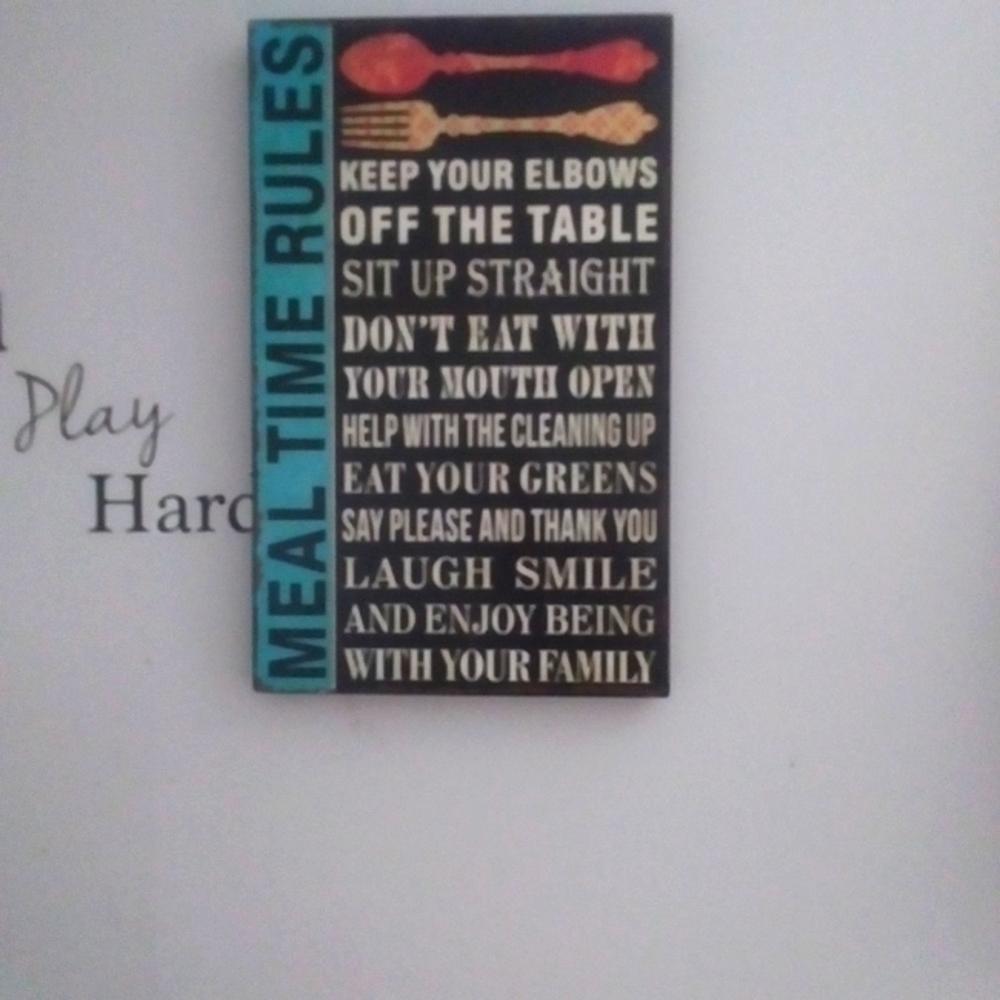 MEAL TIME RULES
KEEP YOUR ELBOWS
OFF THE TABLE
SIT UP STRAIGHT
DON'T EAT WITH
YOUR MOUTH OPEN
HELP WITH THE CLEANING UP
EAT YOUR GREENS
SAY PLEASE AND THANK YOU
LAUGH SMILE
AND ENJOY BEING
WITH YOUR FAMILY
Play
Hard